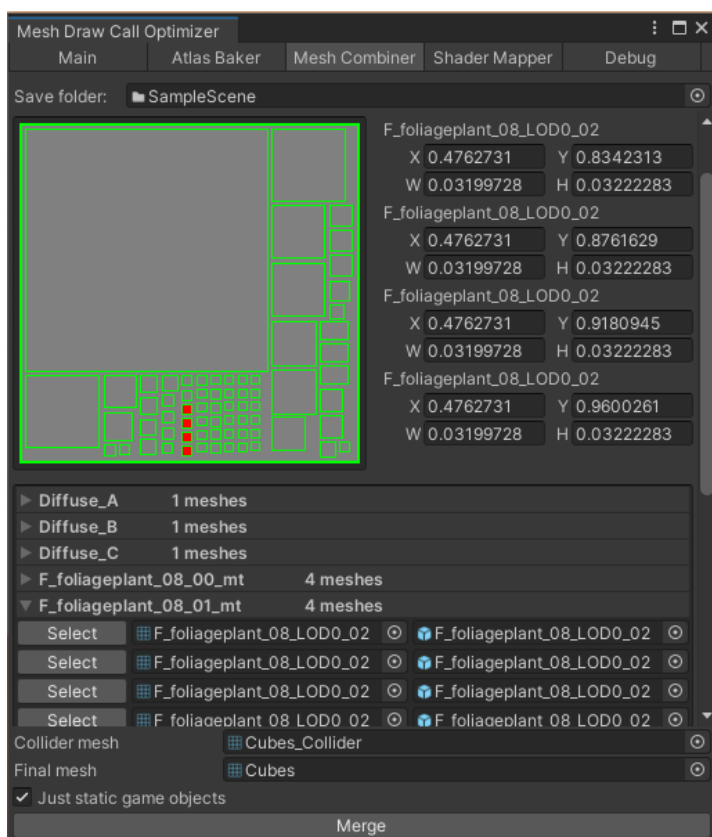 Mesh Draw Call Optimizer
Main Atlas Baker Mesh Combiner Shader Mapper Debug
Save folder: SampleScene
F_foliageplant_08_LOD0_02
X 0.4762731 Y 0.8342313
W 0.03199728 H 0.03222283
F_foliageplant_08_LOD0_02
X 0.4762731 Y 0.8761629
W 0.03199728 H 0.03222283
F_foliageplant_08_LOD0_02
X 0.4762731 Y 0.9180945
W 0.03199728 H 0.03222283
F_foliageplant_08_LOD0_02
X 0.4762731 Y 0.9600261
W 0.03199728 H 0.03222283
Diffuse_A 1 meshes
Diffuse_B 1 meshes
Diffuse_C 1 meshes
F_foliageplant_08_00_mt 4 meshes
F_foliageplant_08_01_mt 4 meshes
Select F_foliageplant_08_LOD0_02 F_foliageplant_08_LOD0_02
Select F_foliageplant_08_LOD0_02 F_foliageplant_08_LOD0_02
Select F_foliageplant_08_LOD0_02 F_foliageplant_08_LOD0_02
Select F_foliageplant_08_LOD0_02 F_foliageplant_08_LOD0_02
Collider mesh Cubes_Collider
Final mesh Cubes
Just static game objects
Merge